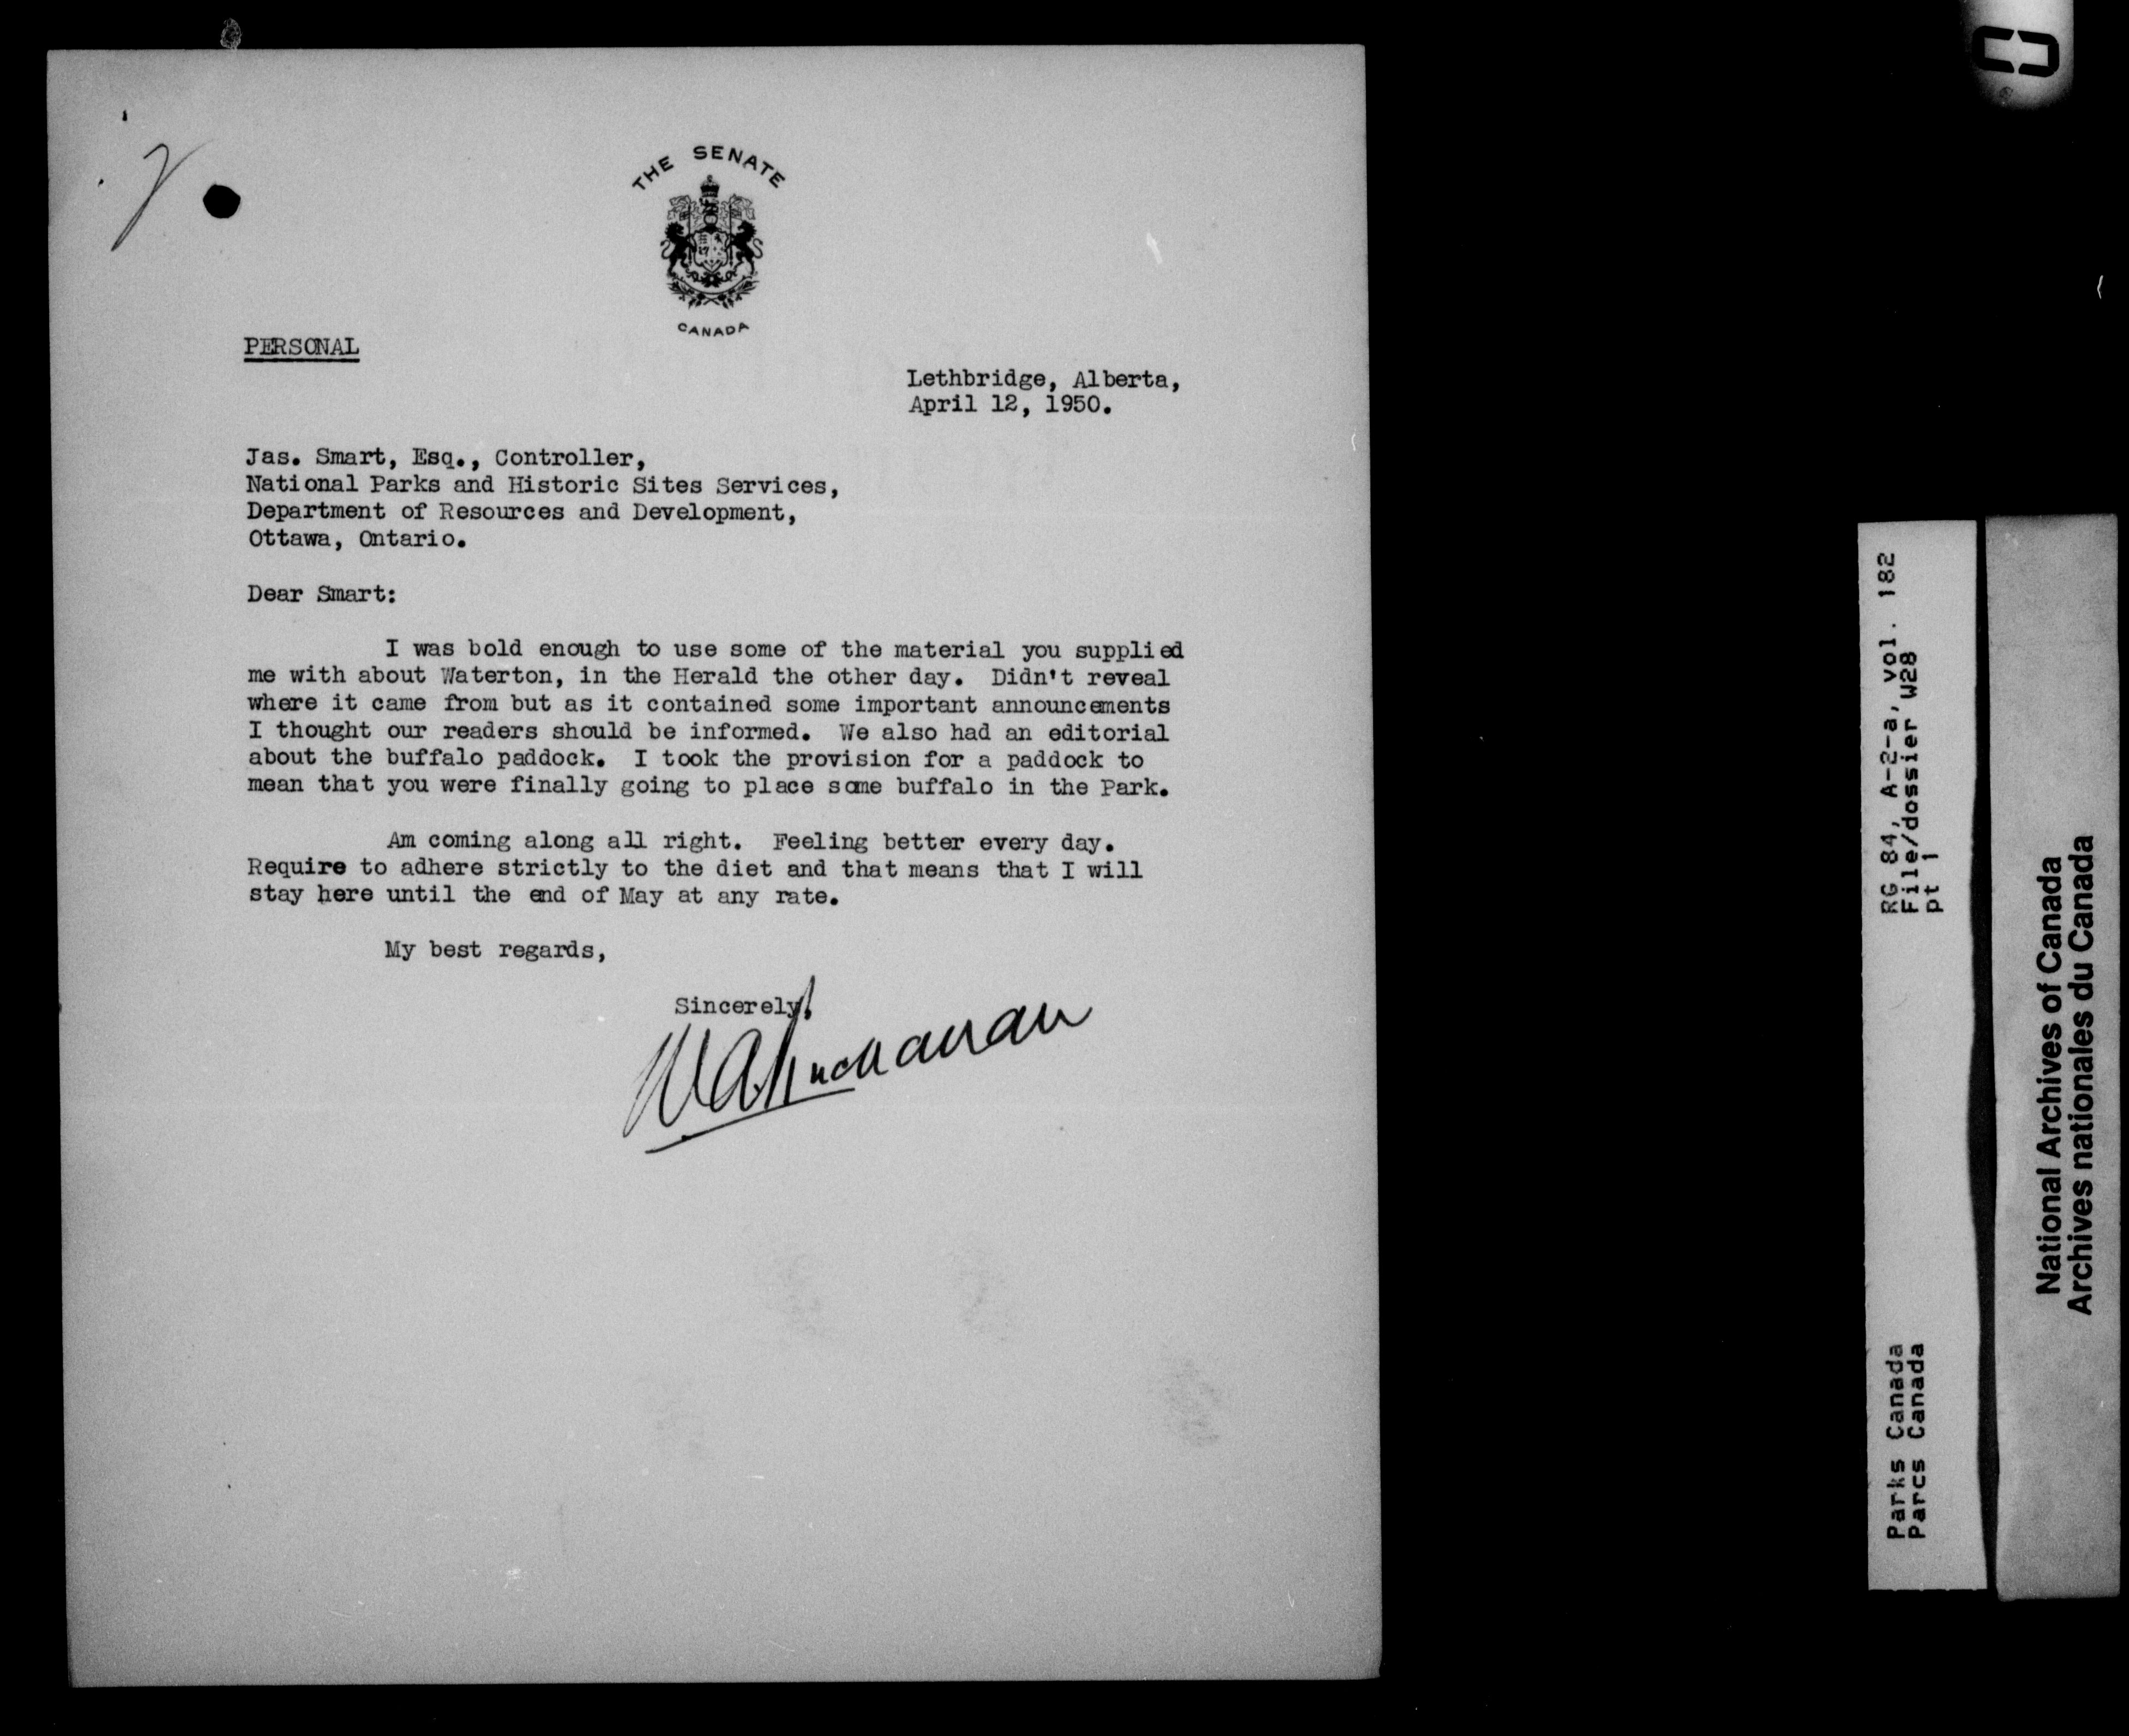 THE SENATE
CANADA
PERSONAL
Lethbridge, Alberta,
April 12, 1950.
Jas. Smart, Esq., Controller,
National Parks and Historic Sites Services,
Department of Resources and Development,
Ottawa, Ontario.
Dear Smart:
I was bold enough to use some of the material you supplied
me with about Waterton, in the Herald the other day. Didn't reveal
where it came from but as it contained some important announcements
I thought our readers should be informed. We also had an editorial
about the buffalo paddock. I took the provision for a paddock to
mean that you were finally going to place some buffalo in the Park.
Am coming along all right. Feeling better every day.
Require to adhere strictly to the diet and that means that I will
stay here until the end of May at any rate.
My best regards,
Sincerely,
WABuchanan
RG 84, A-2-a, vol. 182
File/dossier W28
pt 1
Parks Canada
Parcs Canada
National Archives of Canada
Archives nationales du Canada